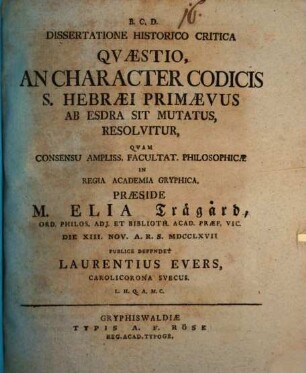 B. C. D.
DISSERTATIONE HISTORICO CRITICA
QVÆSTIO,
AN CHARACTER CODICIS
S. HEBRÆI PRIMÆVUS
AB ESDRA SIT MUTATUS,
RESOLVITUR,
QVAM
CONSENSU AMPLISS. FACULTAT. PHILOSOPHICÆ
IN
REGIA ACADEMIA GRYPHICA,
PRÆSIDE
M. ELIA Trägård,
ORD. PHILOS. ADJ. ET BIBLIOTH. ACAD. PRÆF. VIC.
DIE XIII. NOV. A. R. S. MDCCLXVII
PUBLICE DEFENDET
LAURENTIUS EVERS,
CAROLICORONA SVECUS.
L. H. Q. A. M. C.
GRYPHISWALDIÆ
TYPIS A. F. RÖSE
REG. ACAD. TYPOGR.